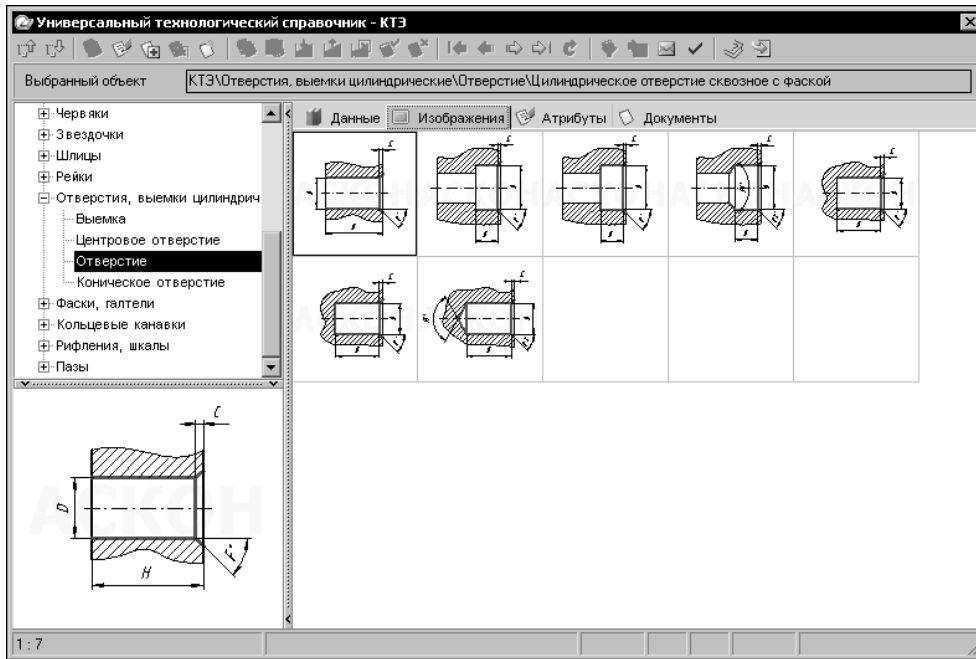 Универсальный технологический справочник - КТЭ
Выбранный объект КТЭ\Отверстия, выемки цилиндрические\Отверстие\Цилиндрическое отверстие сквозное с фаской
Данные Изображения Атрибуты Документы
Червяки
Звездочки
Шлицы
Рейки
Отверстия, выемки цилиндрич
Выемка
Центровое отверстие
Отверстие
Коническое отверстие
Фаски, галтели
Кольцевые канавки
Рифления, шкалы
Пазы
C
D
F°
H
АСКОН
1 : 7